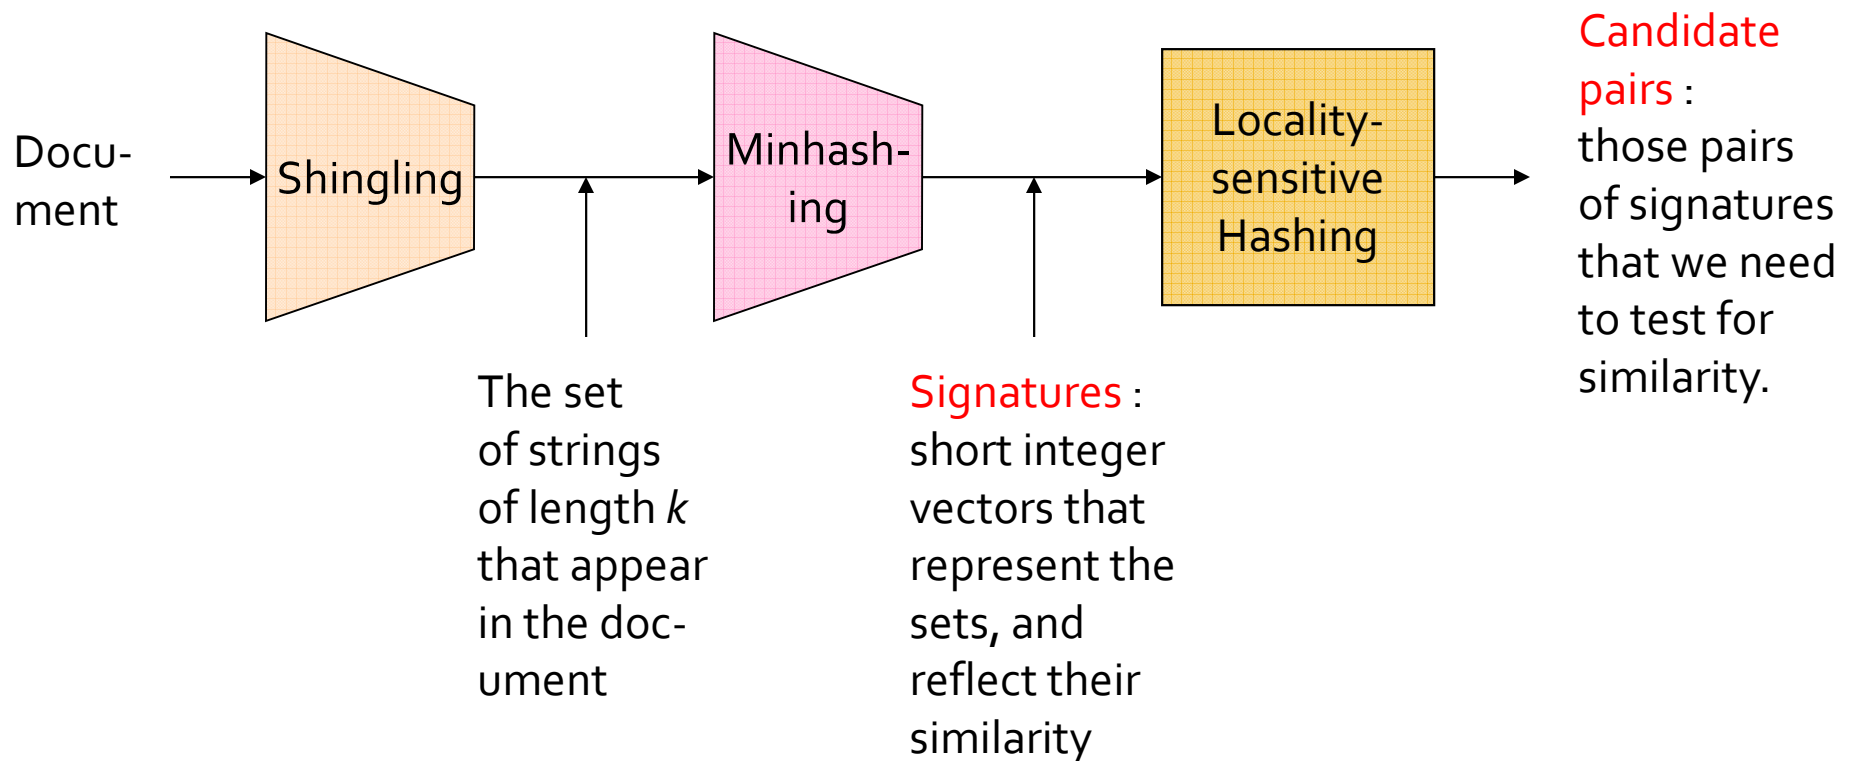 Docu-
ment
Shingling
The set
of strings
of length k
that appear
in the doc-
ument
Minhash-
ing
Signatures :
short integer
vectors that
represent the
sets, and
reflect their
similarity
Locality-
sensitive
Hashing
Candidate
pairs :
those pairs
of signatures
that we need
to test for
similarity.